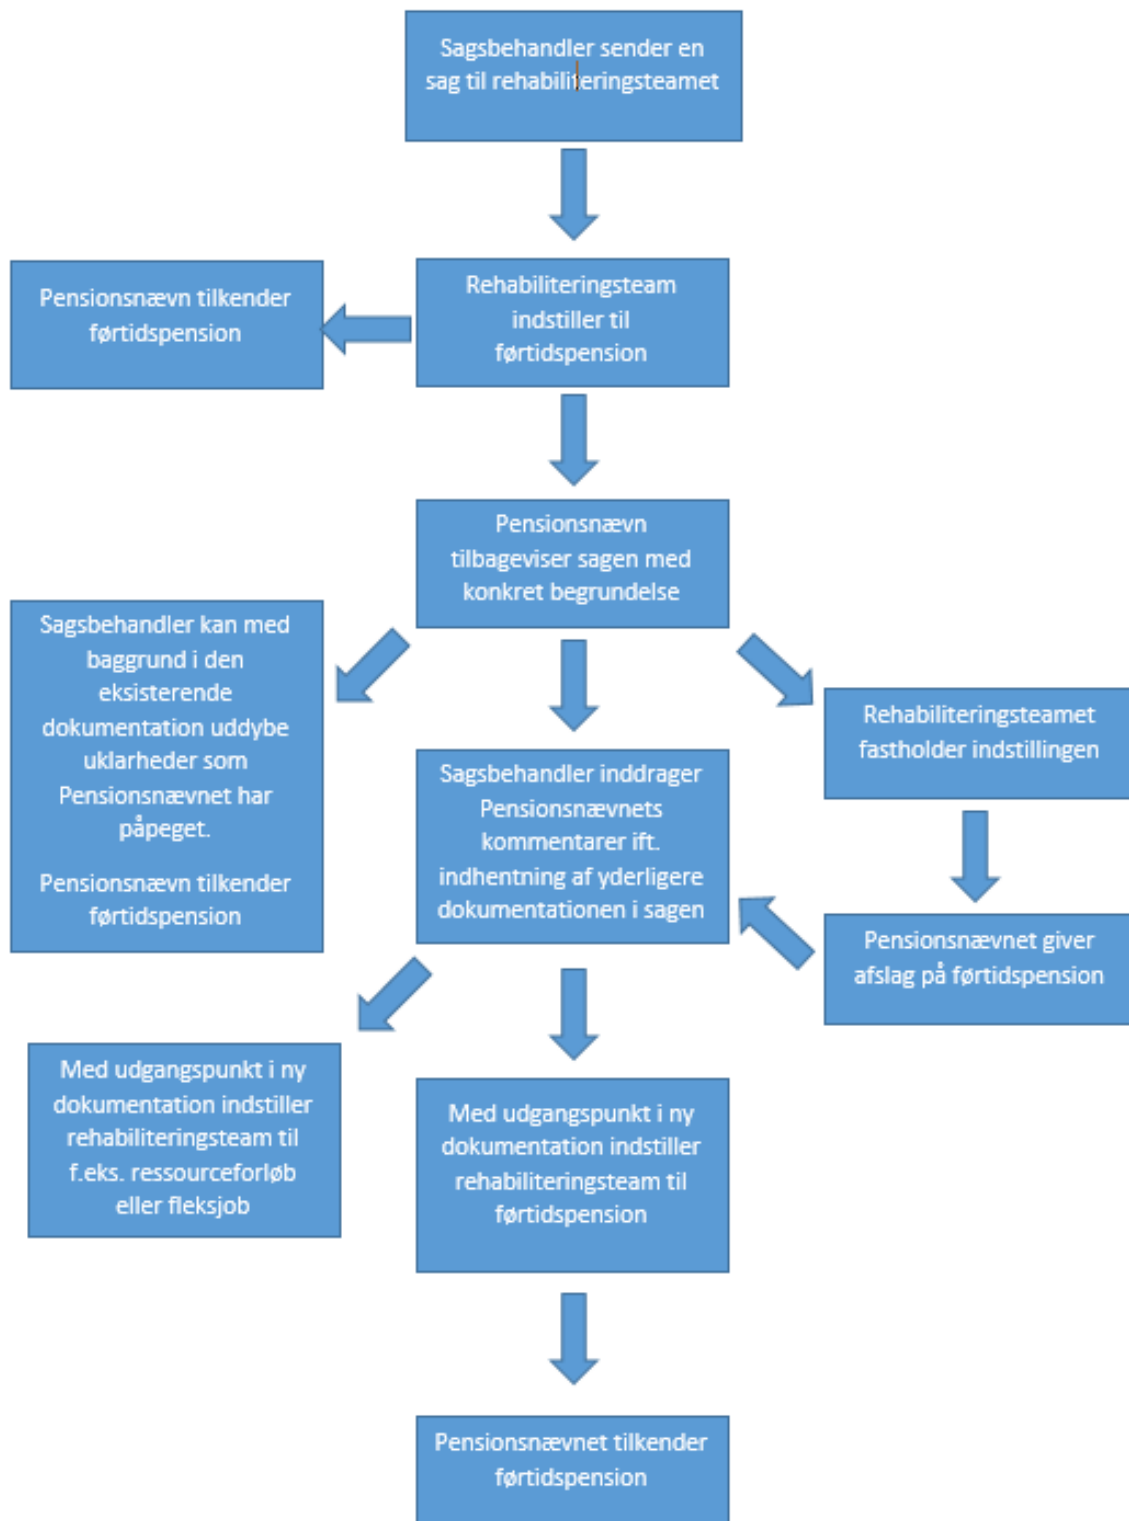 Sagsbehandler sender en
sag til rehabiliteringsteamet
Pensionsnævn tilkender
førtidspension
Rehabiliteringsteam
indstiller til
førtidspension
Pensionsnævn
tilbageviser sagen med
konkret begrundelse
Sagsbehandler kan med
baggrund i den
eksisterende
dokumentation uddybe
uklarheder som
Pensionsnævnet har
påpeget.
Pensionsnævn tilkender
førtidspension
Sagsbehandler inddrager
Pensionsnævnets
kommentarer ift.
indhentning af yderligere
dokumentationen i sagen
Rehabiliteringsteamet
fastholder indstillingen
Pensionsnævnet giver
afslag på førtidspension
Med udgangspunkt i ny
dokumentation indstiller
rehabiliteringsteam til
f.eks. ressourceforløb
eller fleksjob
Med udgangspunkt i ny
dokumentation indstiller
rehabiliteringsteam til
førtidspension
Pensionsnævnet tilkender
førtidspension